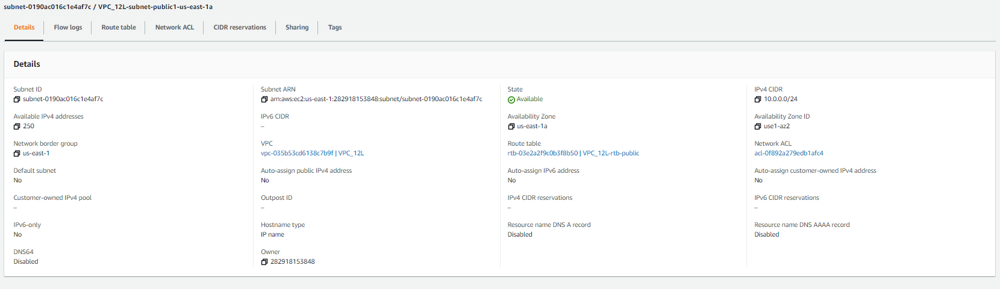 subnet-0190ac016c1e4af7c / VPC_12L-subnet-public1-us-east-1a
Details
Flow logs
Route table
Network ACL
CIDR reservations
Sharing
Tags
Details
Subnet ID
subnet-0190ac016c1e4af7c
Subnet ARN
arn:aws:ec2:us-east-1:282918153848:subnet/subnet-0190ac016c1e4af7c
State
Available
IPv4 CIDR
10.0.0.0/24
Available IPv4 addresses
250
IPv6 CIDR
–
Availability Zone
us-east-1a
Availability Zone ID
use1-az2
Network border group
us-east-1
VPC
vpc-035b53cd6138c7b9f | VPC_12L
Route table
rtb-03e2a2f9c0b3f8b50 | VPC_12L-rtb-public
Network ACL
acl-0f892a279edb1afc4
Default subnet
No
Auto-assign public IPv4 address
No
Auto-assign IPv6 address
No
Auto-assign customer-owned IPv4 address
No
Customer-owned IPv4 pool
–
Outpost ID
–
IPv4 CIDR reservations
–
IPv6 CIDR reservations
–
IPv6-only
No
Hostname type
IP name
Resource name DNS A record
Disabled
Resource name DNS AAAA record
Disabled
DNS64
Disabled
Owner
282918153848